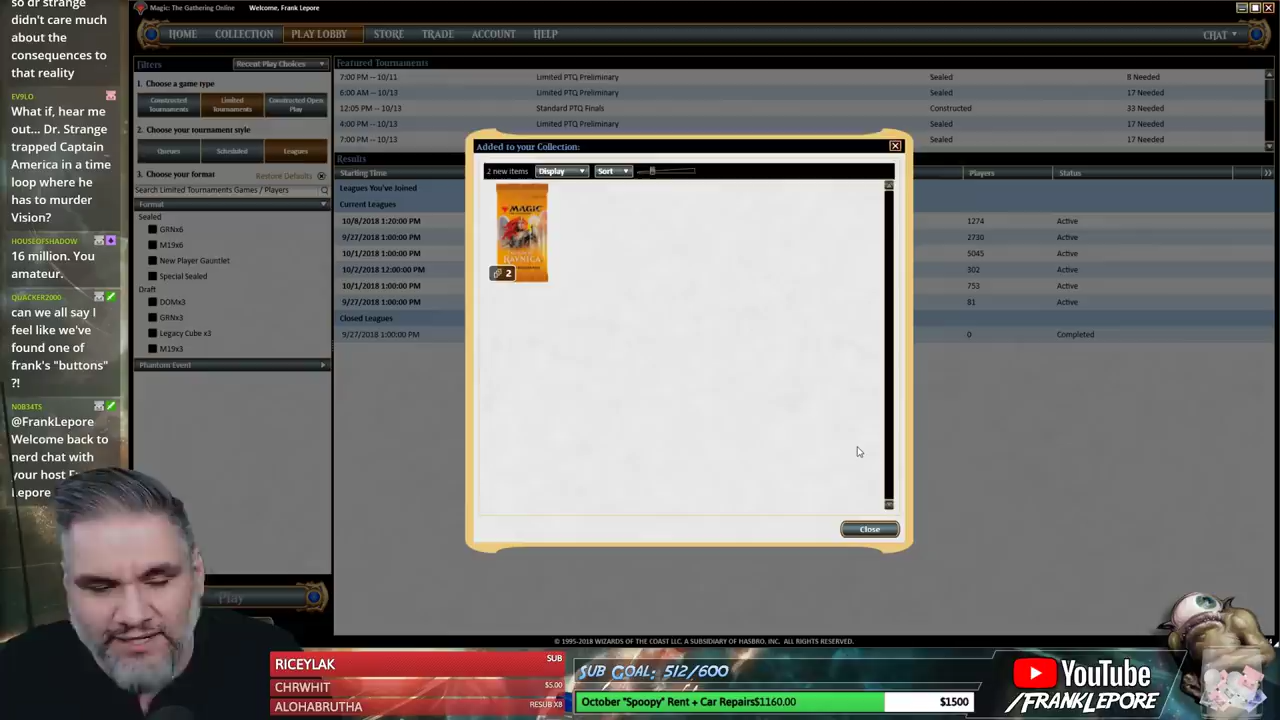 so dr strange
didn't care much
about the
consequences to
that reality
EV9LO
What if, hear me
out... Dr. Strange
trapped Captain
America in a time
loop where he
has to murder
Vision?
HOUSEOFSHADOW
16 million. You
amateur.
QUACKER2000
can we all say I
feel like we've
found one of
frank's "buttons"
?!
N0B34TS
@FrankLepore
Welcome back to
nerd chat with
your host
Lepore
Magic: The Gathering Online Welcome, Frank Lepore
HOME COLLECTION PLAY LOBBY STORE TRADE ACCOUNT HELP CHAT
Filters Recent Play Choices
1. Choose a game type
Constructed Tournaments Limited Tournaments Constructed Open Play
2. Choose your tournament style
Queues Scheduled Leagues
3. Choose your format Restore Defaults
Search Limited Tournaments Games / Players
Format
Sealed
GRNx6
M19x6
New Player Gauntlet
Special Sealed
Draft
DOMx3
GRNx3
Legacy Cube x3
M19x3
Phantom Event
Play
Featured Tournaments
7:00 PM -- 10/11 Limited PTQ Preliminary Sealed 8 Needed
6:00 AM -- 10/13 Limited PTQ Preliminary Sealed 17 Needed
12:05 PM -- 10/13 Standard PTQ Finals Constructed 33 Needed
4:00 PM -- 10/13 Limited PTQ Preliminary Sealed 17 Needed
7:00 PM -- 10/13 Limited PTQ Preliminary Sealed 17 Needed
Results
Starting Time Players Status
Leagues You've Joined
Current Leagues
10/8/2018 1:20:00 PM 1274 Active
9/27/2018 1:00:00 PM 2730 Active
10/1/2018 1:00:00 PM 5045 Active
10/2/2018 12:00:00 PM 302 Active
10/1/2018 1:00:00 PM 753 Active
9/27/2018 1:00:00 PM 81 Active
Closed Leagues
9/27/2018 1:00:00 PM 0 Completed
Added to your Collection:
2 new items Display Sort
MAGIC
RAVNICA
2
Close
© 1995-2018 WIZARDS OF THE COAST LLC. A SUBSIDIARY OF HASBRO, INC. ALL RIGHTS RESERVED.
RICEYLAK SUB
CHRWHIT $5.00
ALOHABRUTHA RESUB X8
SUB GOAL: 512/600
October "Spoopy" Rent + Car Repairs$1160.00 $1500
YouTube
/FRANKLEPORE